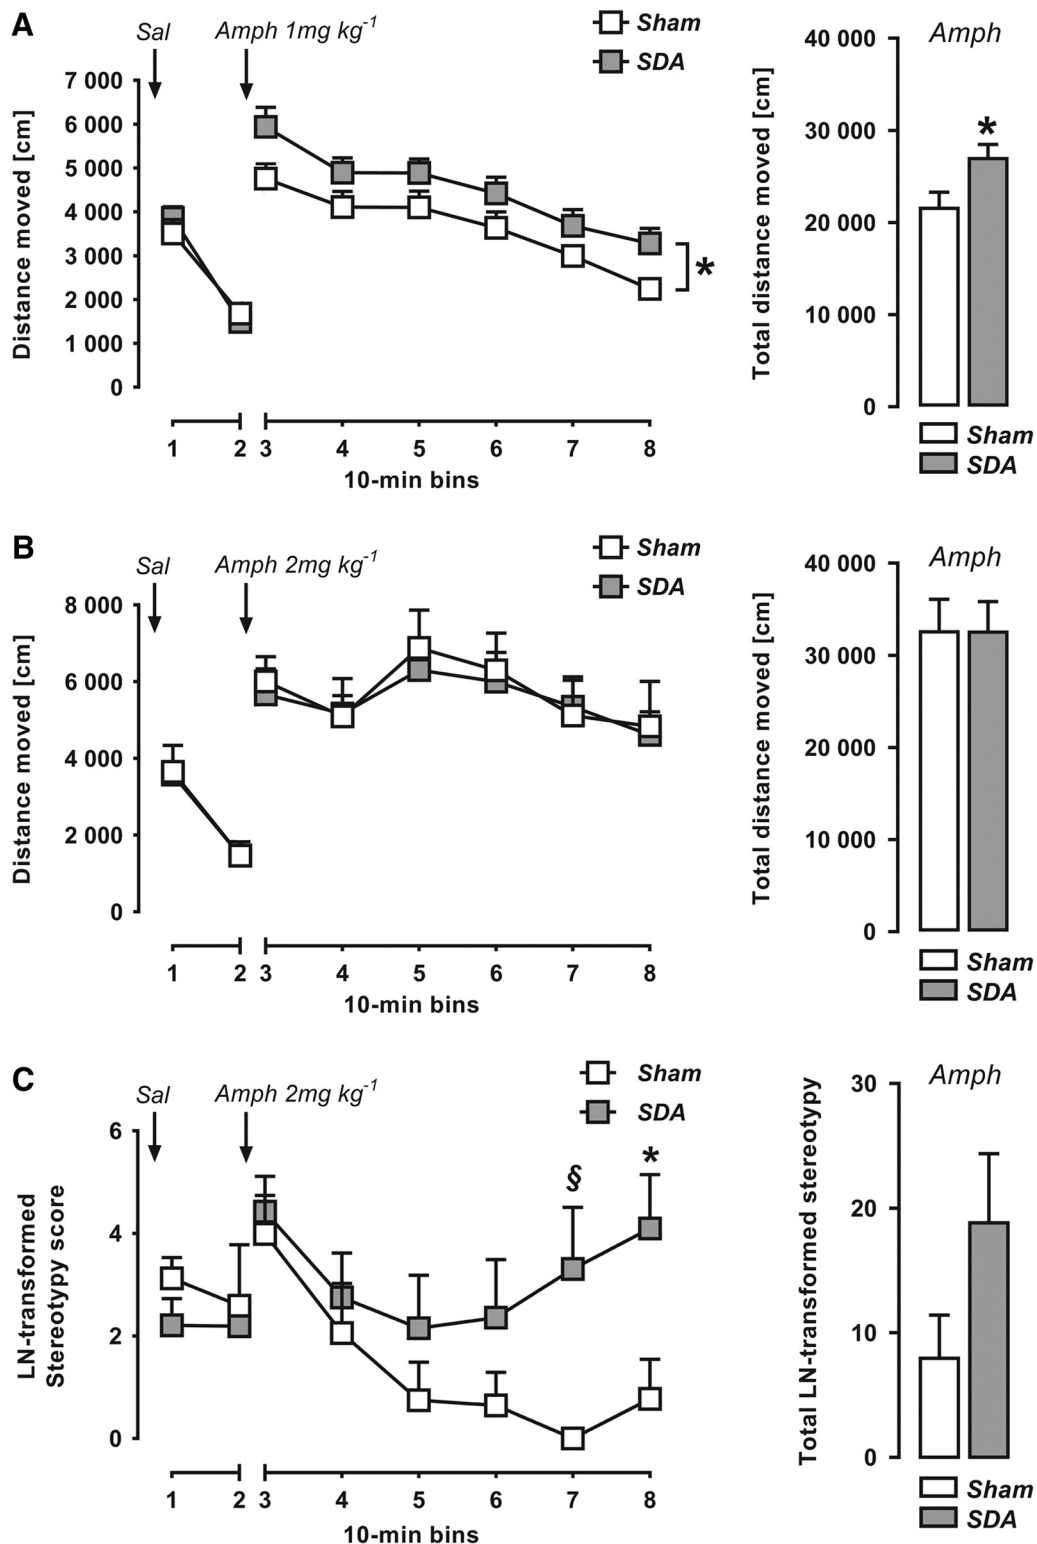 A
Sal
Amph 1mg kg-1
Sham
SDA
Distance moved [cm]
7 000
6 000
5 000
4 000
3 000
2 000
1 000
0
*
1 2 3 4 5 6 7 8
10-min bins
Amph
Total distance moved [cm]
40 000
30 000
20 000
10 000
0
*
Sham
SDA
B
Sal
Amph 2mg kg-1
Sham
SDA
Distance moved [cm]
8 000
6 000
4 000
2 000
0
1 2 3 4 5 6 7 8
10-min bins
Amph
Total distance moved [cm]
40 000
30 000
20 000
10 000
0
Sham
SDA
C
Sal
Amph 2mg kg-1
Sham
SDA
LN-transformed
Stereotypy score
6
4
2
0
§
*
1 2 3 4 5 6 7 8
10-min bins
Amph
Total LN-transformed stereotypy
30
20
10
0
Sham
SDA